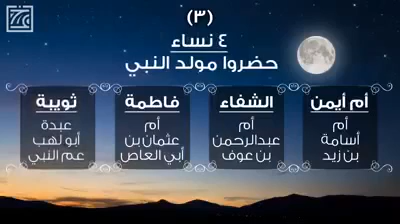 (٣)
٤ نساء
حضروا مولد النبي
أم أيمن
أم
أسامة
بن زيد
الشفاء
أم
عبدالرحمن
بن عوف
فاطمة
أم
عثمان بن
أبي العاص
ثويبة
عبدة
أبو لهب
عم النبي